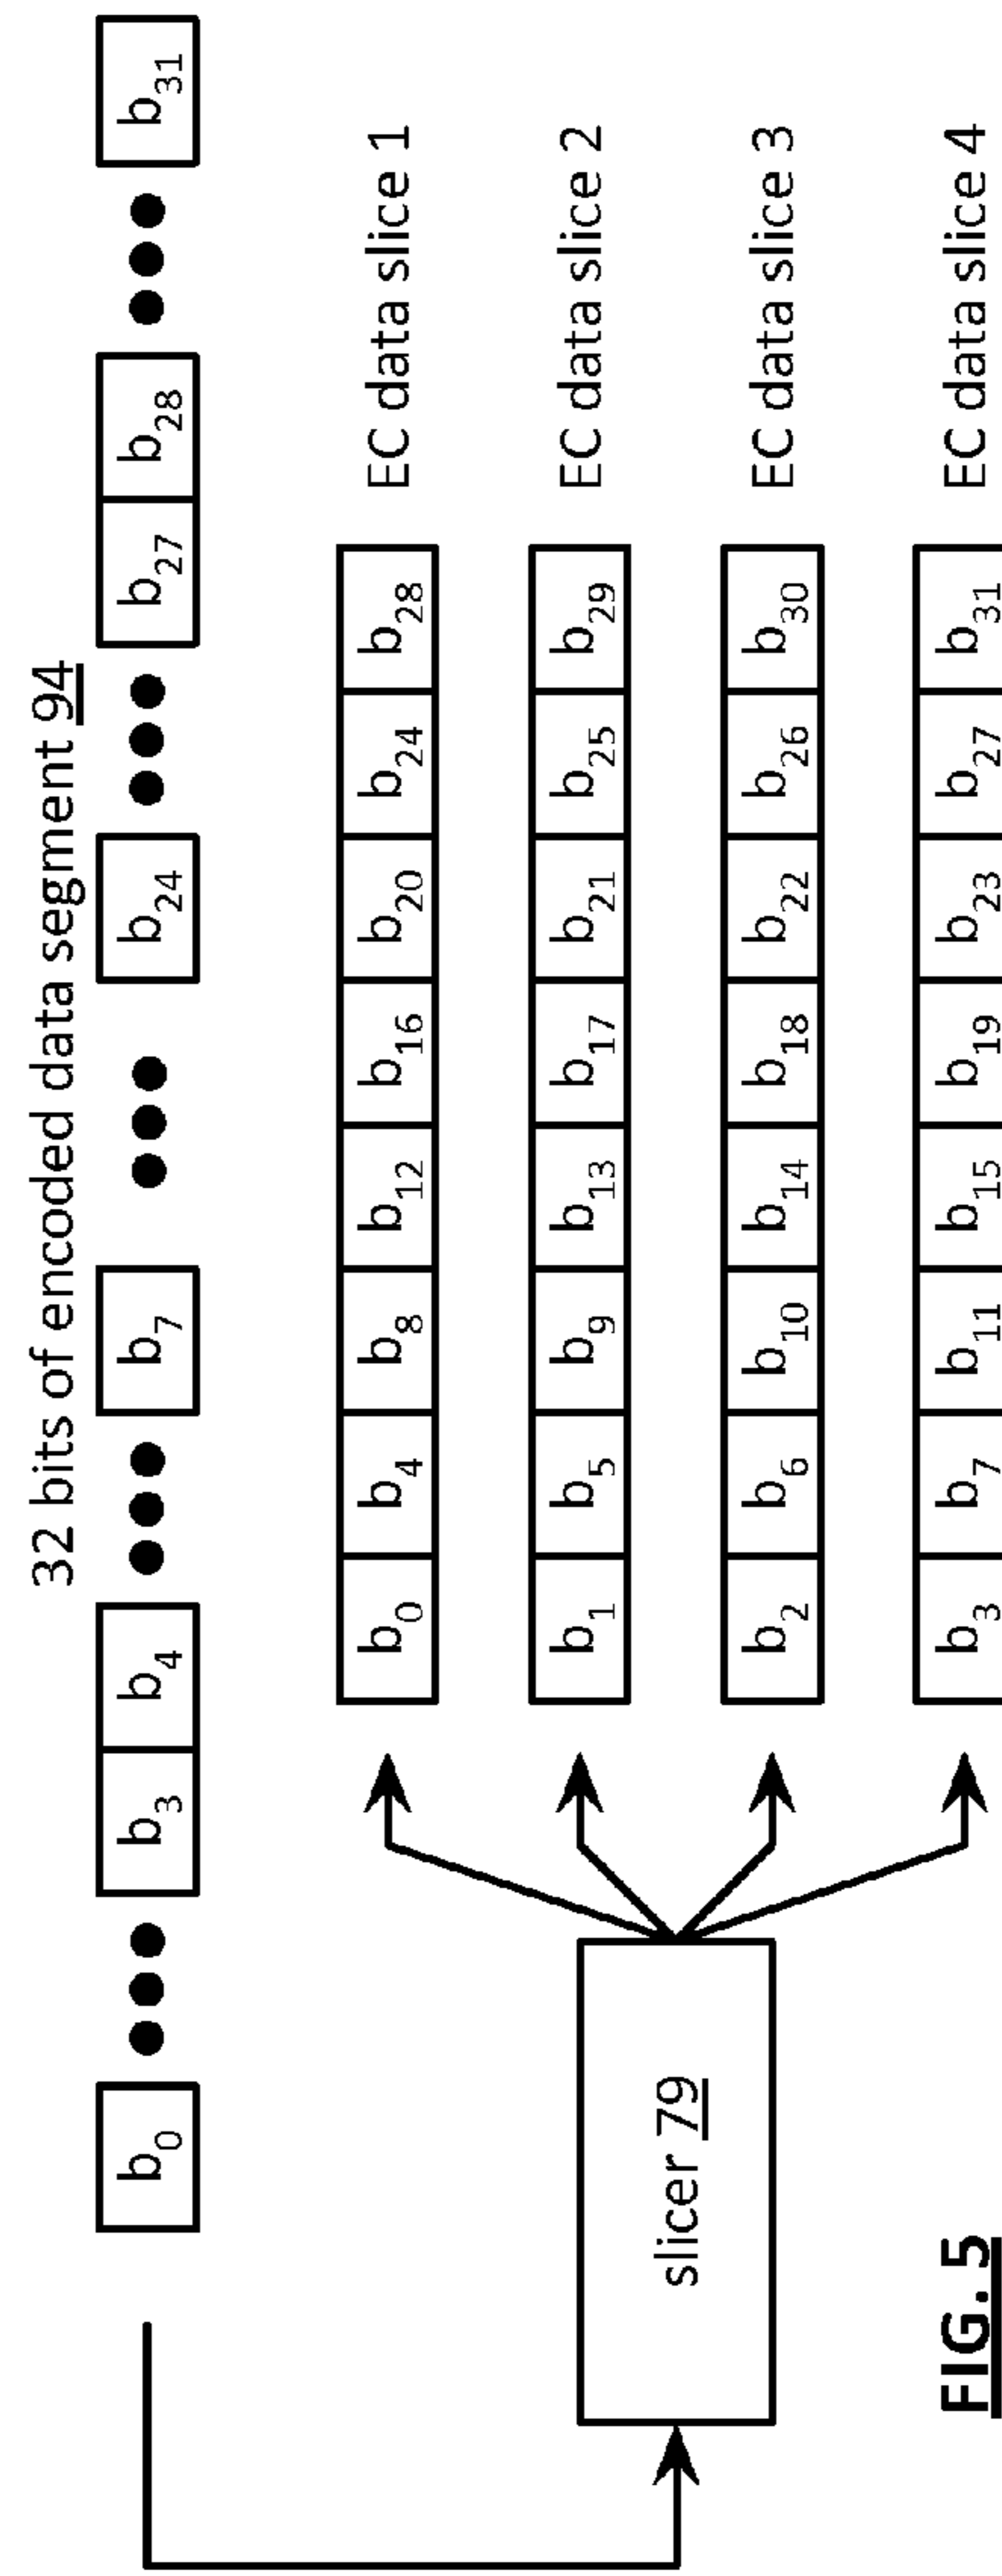 32 bits of encoded data segment 94
b0 ●●● b3 b4 ●●● b7 ●●● b24 ●●● b27 b28 ●●● b31
b0 b4 b8 b12 b16 b20 b24 b28 EC data slice 1
b1 b5 b9 b13 b17 b21 b25 b29 EC data slice 2
slicer 79
b2 b6 b10 b14 b18 b22 b26 b30 EC data slice 3
b3 b7 b11 b15 b19 b23 b27 b31 EC data slice 4
FIG. 5